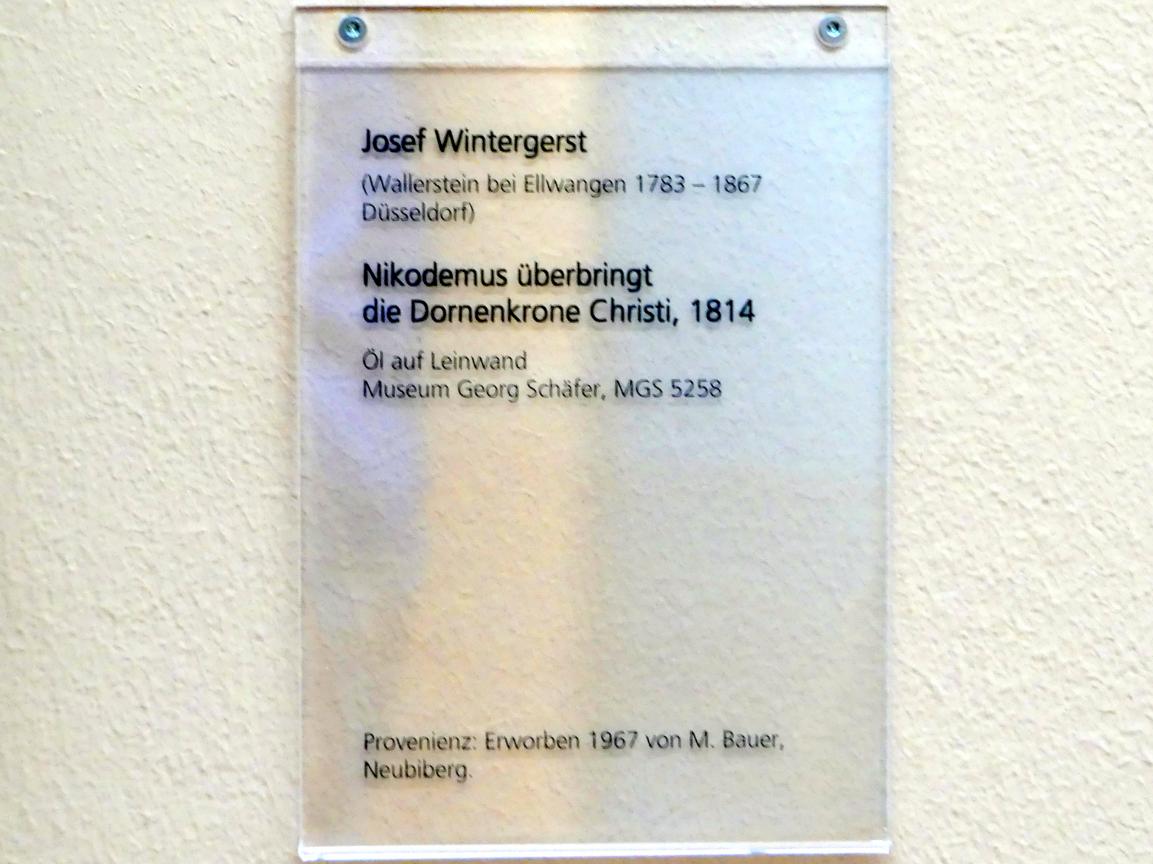 Josef Wintergerst
(Wallerstein bei Ellwangen 1783 – 1867
Düsseldorf)
Nikodemus überbringt
die Dornenkrone Christi, 1814
Öl auf Leinwand
Museum Georg Schäfer, MGS 5258
Provenienz: Erworben 1967 von M. Bauer,
Neubiberg.